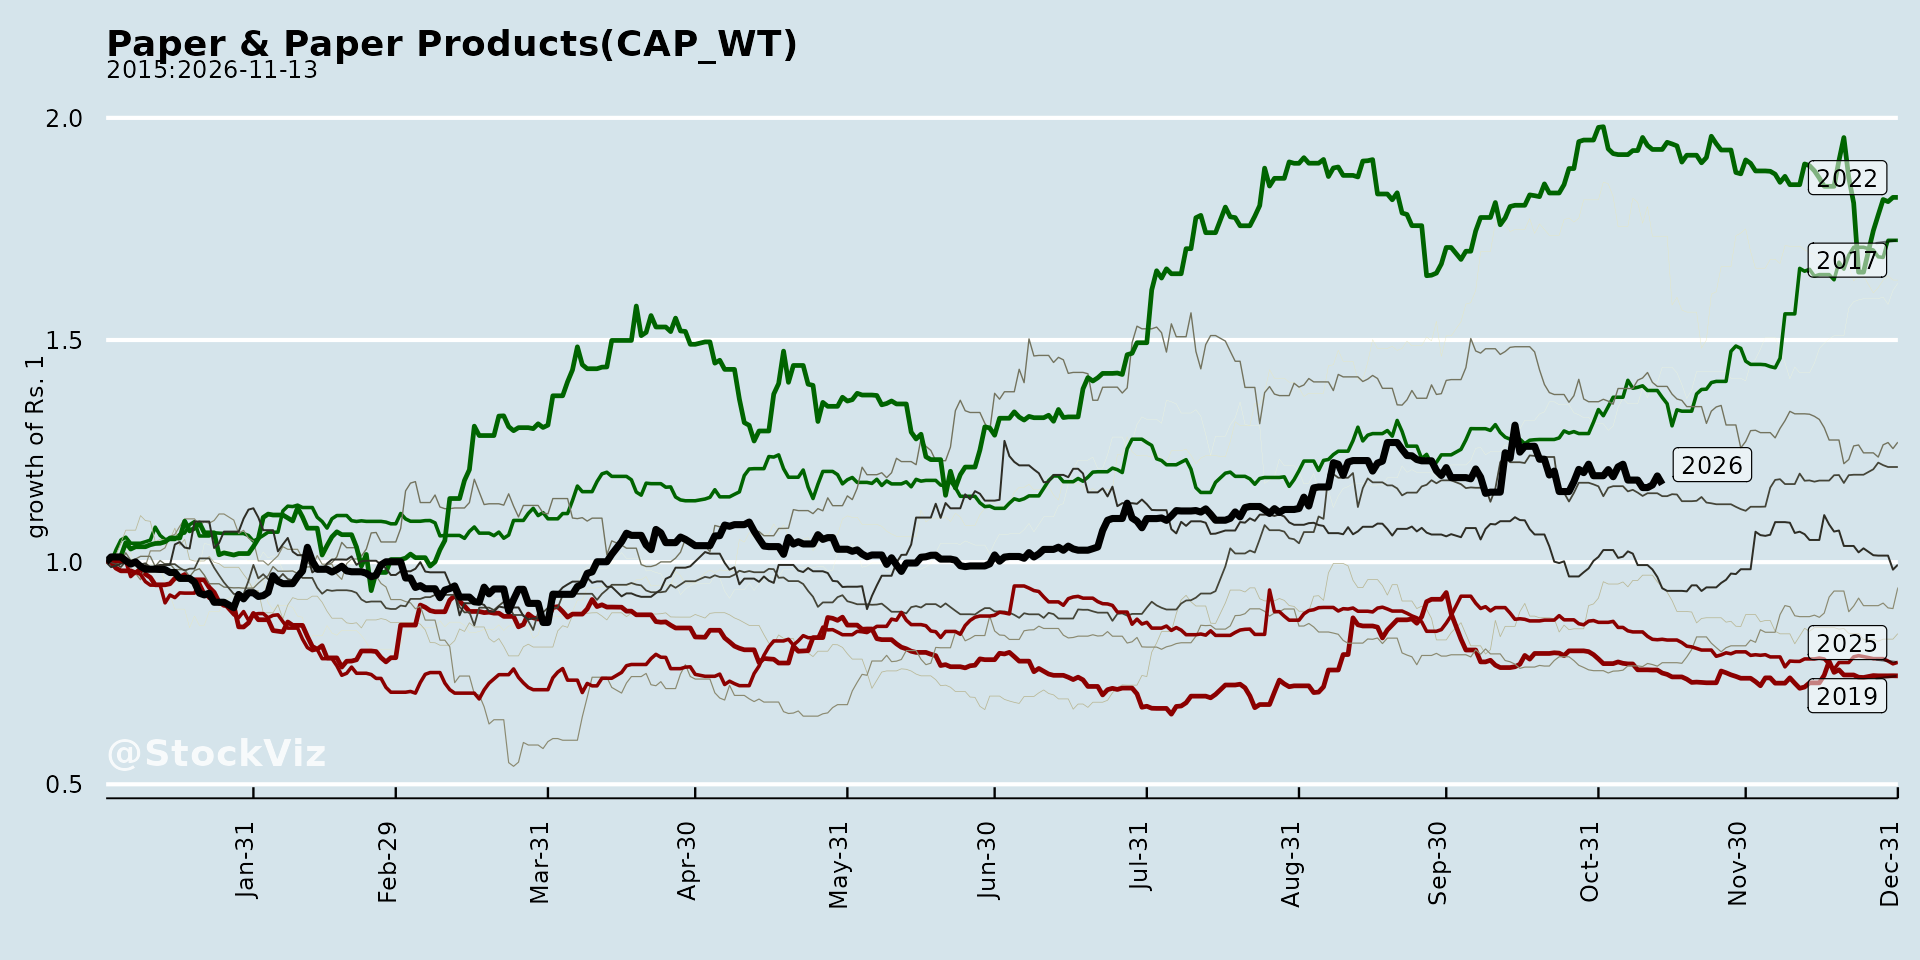 Paper & Paper Products(CAP_WT)
2015:2026-11-13
growth of Rs. 1
2.0
1.5
1.0
0.5
2022
2017
2026
2025
2019
@StockViz
Jan-31
Feb-29
Mar-31
Apr-30
May-31
Jun-30
Jul-31
Aug-31
Sep-30
Oct-31
Nov-30
Dec-31